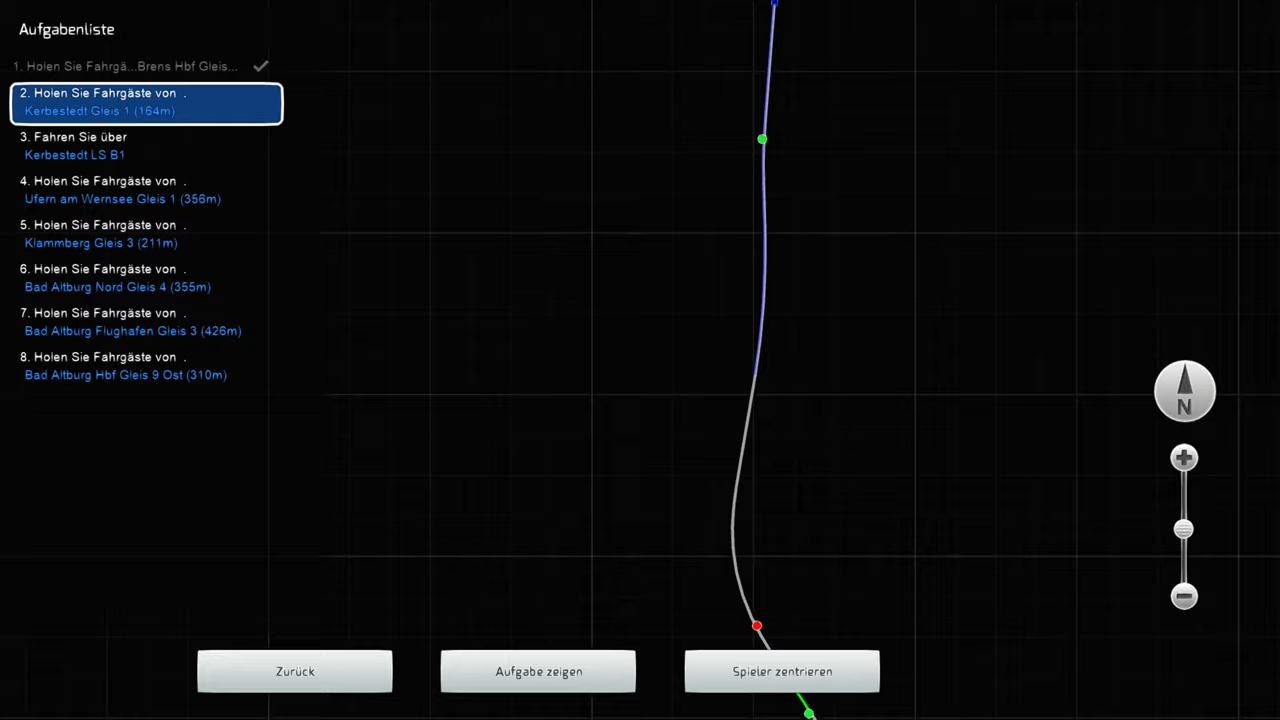 Aufgabenliste
1. Holen Sie Fahrgä...Brens Hbf Gleis...
2. Holen Sie Fahrgäste von .
Kerbestedt Gleis 1 (164m)
3. Fahren Sie über
Kerbestedt LS B1
4. Holen Sie Fahrgäste von .
Ufern am Wernsee Gleis 1 (356m)
5. Holen Sie Fahrgäste von .
Klammberg Gleis 3 (211m)
6. Holen Sie Fahrgäste von .
Bad Altburg Nord Gleis 4 (355m)
7. Holen Sie Fahrgäste von .
Bad Altburg Flughafen Gleis 3 (426m)
8. Holen Sie Fahrgäste von .
Bad Altburg Hbf Gleis 9 Ost (310m)
N
Zurück
Aufgabe zeigen
Spieler zentrieren